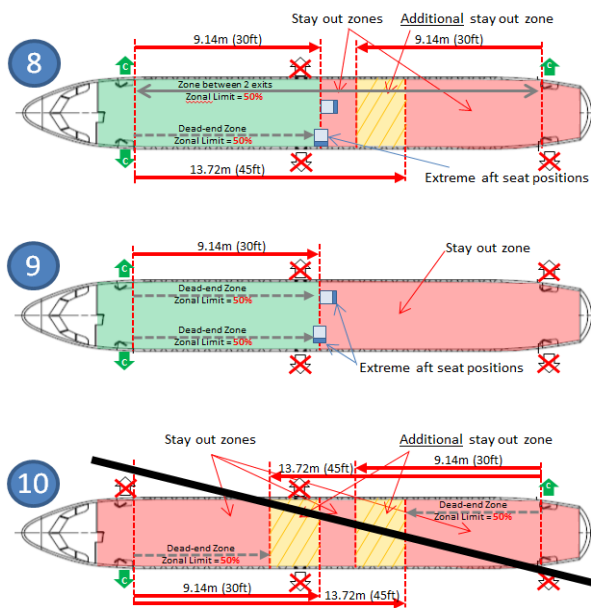 Stay out zones
Additional stay out zone
9.14m (30ft)
9.14m (30ft)
8
C
C
Zone between 2 exits
Zonal Limit = 50%
Dead-end Zone
Zonal Limit = 50%
C
13.72m (45ft)
Extreme aft seat positions
9
9.14m (30ft)
Stay out zone
C
Dead-end Zone
Zonal Limit = 50%
Dead-end Zone
Zonal Limit = 50%
C
Extreme aft seat positions
10
Stay out zones
Additional stay out zone
13.72m (45ft)
9.14m (30ft)
C
Dead-end Zone
Zonal Limit = 50%
Dead-end Zone
Zonal Limit = 50%
C
9.14m (30ft)
13.72m (45ft)